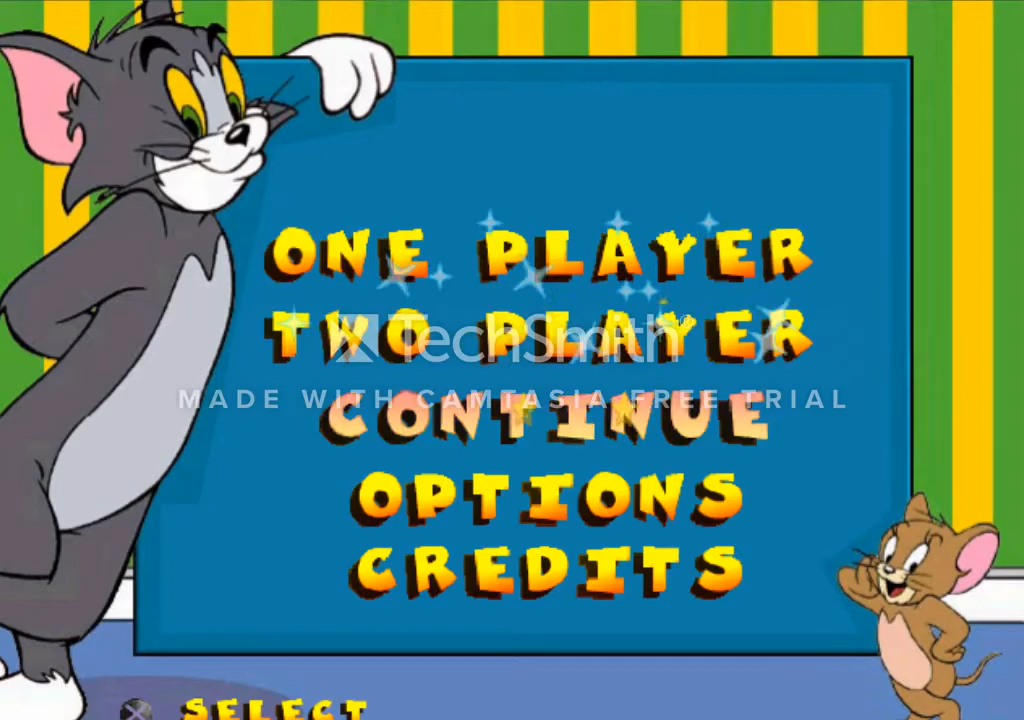 ONE PLAYER
TWO PLAYER
TechSmith®
MADE WITH CAMTASIA FREE TRIAL
CONTINUE
OPTIONS
CREDITS
SELECT